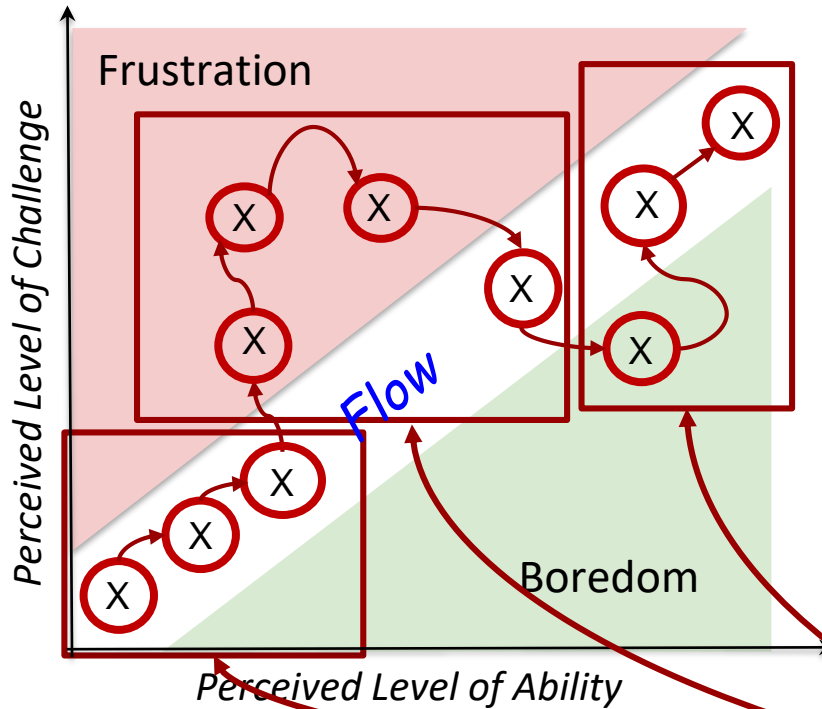 Frustration
X
X
X
X
X
X
X
X
X
X
Flow
Boredom
Perceived Level of Challenge
Perceived Level of Ability